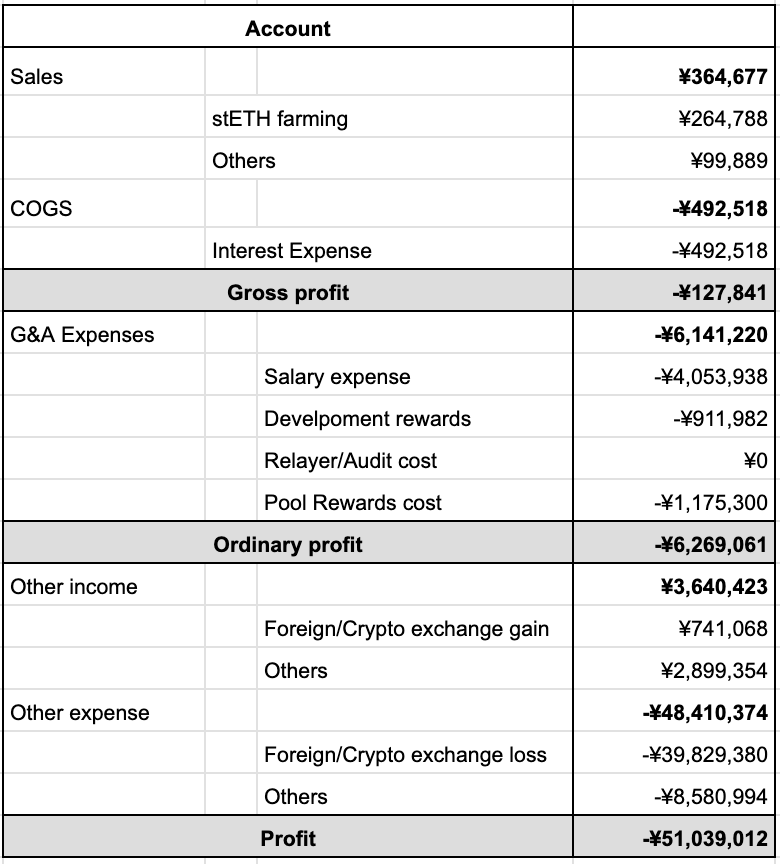 Account
Sales ¥364,677
stETH farming ¥264,788
Others ¥99,889
COGS -¥492,518
Interest Expense -¥492,518
Gross profit -¥127,841
G&A Expenses -¥6,141,220
Salary expense -¥4,053,938
Develpoment rewards -¥911,982
Relayer/Audit cost ¥0
Pool Rewards cost -¥1,175,300
Ordinary profit -¥6,269,061
Other income ¥3,640,423
Foreign/Crypto exchange gain ¥741,068
Others ¥2,899,354
Other expense -¥48,410,374
Foreign/Crypto exchange loss -¥39,829,380
Others -¥8,580,994
Profit -¥51,039,012